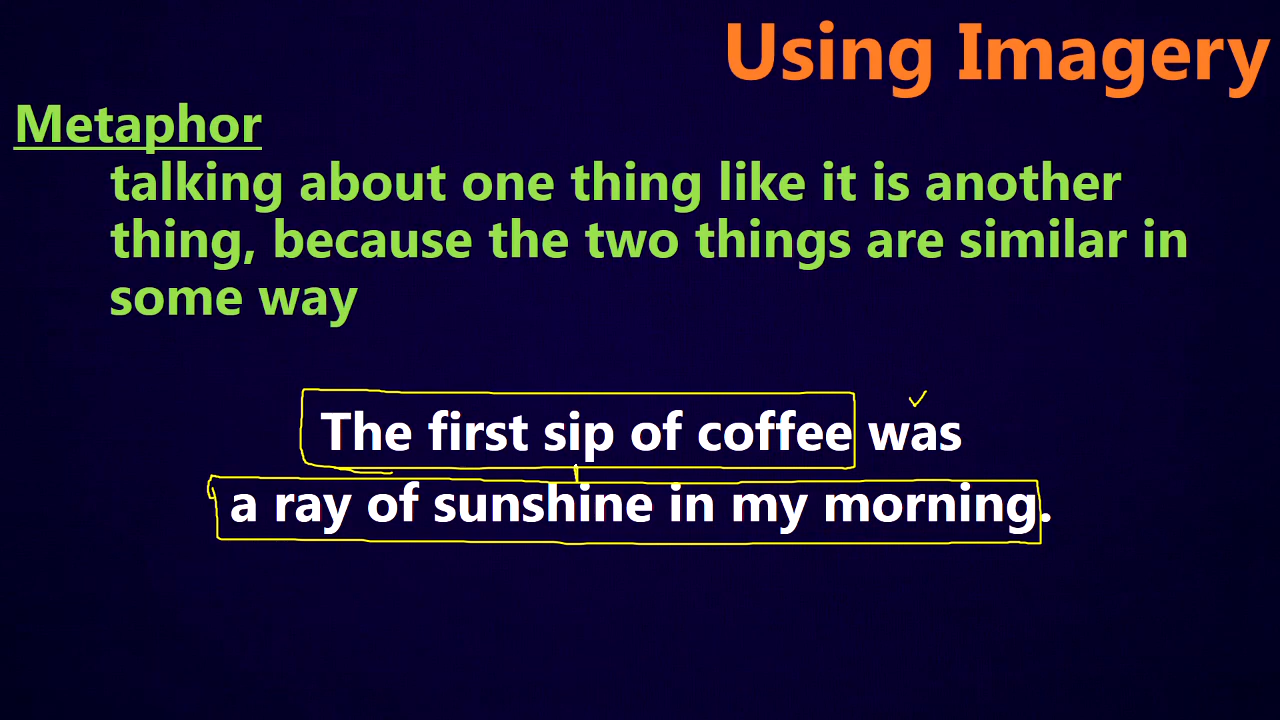 Using Imagery
Metaphor
talking about one thing like it is another
thing, because the two things are similar in
some way
The first sip of coffee was
a ray of sunshine in my morning.